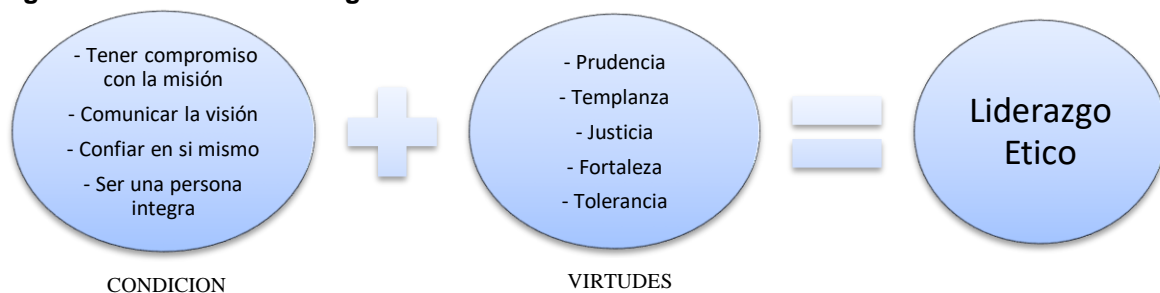 - Tener compromiso
con la misión
- Comunicar la visión
- Confiar en si mismo
- Ser una persona
integra
CONDICION
- Prudencia
- Templanza
- Justicia
- Fortaleza
- Tolerancia
VIRTUDES
Liderazgo
Etico